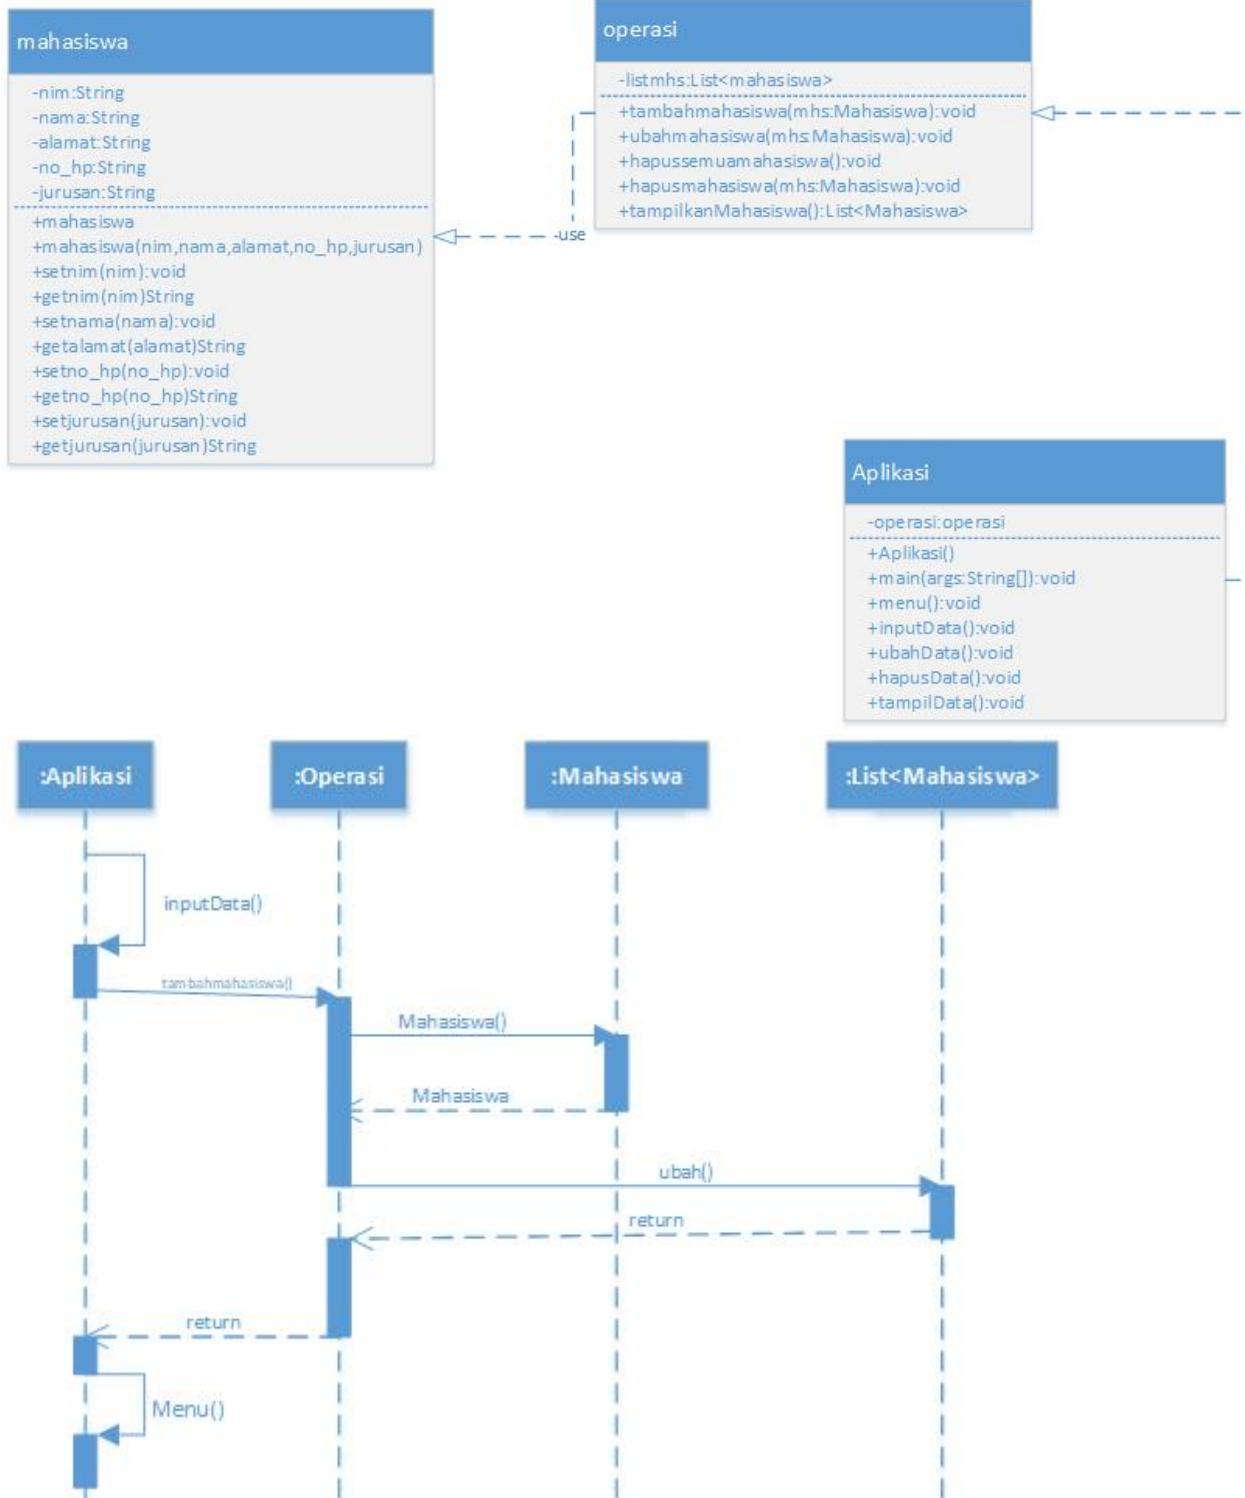 mahasiswa
-nim:String
-nama:String
-alamat:String
-no_hp:String
-jurusan:String
+mahasiswa
+mahasiswa(nim,nama,alamat,no_hp,jurusan)
+setnim(nim):void
+getnim(nim)String
+setnama(nama):void
+getalamat(alamat)String
+setno_hp(no_hp):void
+getno_hp(no_hp)String
+setjurusan(jurusan):void
+getjurusan(jurusan)String
operasi
-listmhs:List<mahasiswa>
+tambahmahasiswa(mhs:Mahasiswa):void
+ubahmahasiswa(mhs:Mahasiswa):void
+hapussemuamahasiswa():void
+hapusmahasiswa(mhs:Mahasiswa):void
+tampilkanMahasiswa():List<Mahasiswa>
-use
Aplikasi
-operasi:operasi
+Aplikasi()
+main(args:String[]):void
+menu():void
+inputData():void
+ubahData():void
+hapusData():void
+tampilData():void
:Aplikasi
:Operasi
:Mahasiswa
:List<Mahasiswa>
inputData()
tambahmahasiswa()
Mahasiswa()
Mahasiswa
ubah()
return
return
Menu()